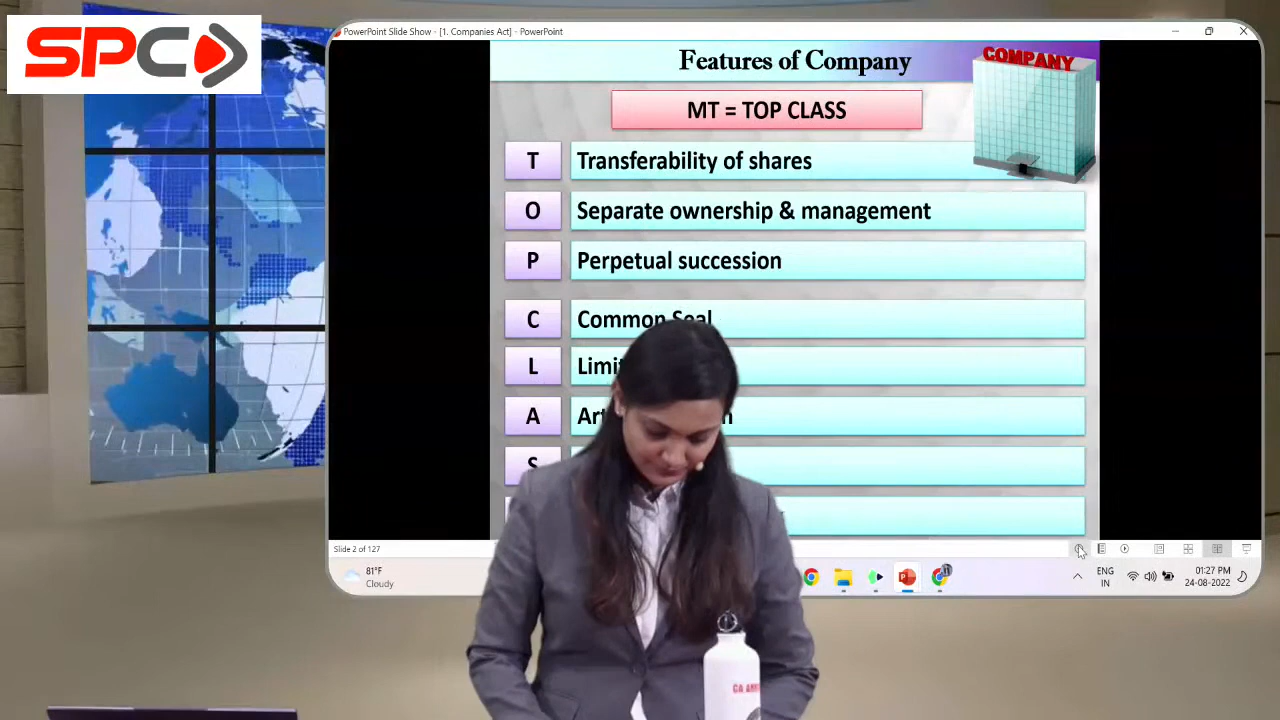 SPC
PowerPoint Slide Show - [1. Companies Act] - PowerPoint
Features of Company
COMPANY
MT = TOP CLASS
T Transferability of shares
O Separate ownership & management
P Perpetual succession
C Common Seal
L
A
S
Slide 2 of 127
81°F
Cloudy
ENG
IN
01:27 PM
24-08-2022
CA